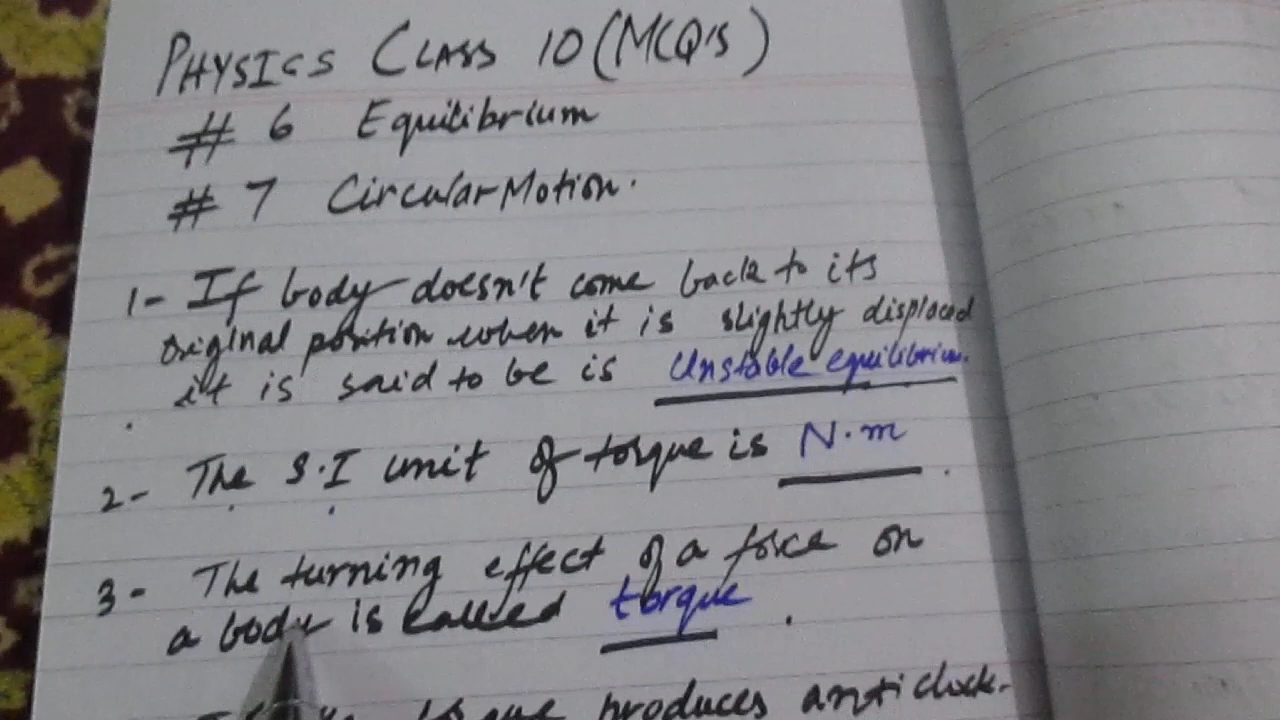 PHYSICS CLASS 10 (MCQ'S)
# 6 Equilibrium
# 7 Circular Motion.
1- If body doesn't come back to its
original position when it is slightly displaced
it is said to be is Unstable equilibrium.
2- The S.I unit of torque is N.m.
3- The turning effect of a force on
a body is called torque.
produces anticlock-